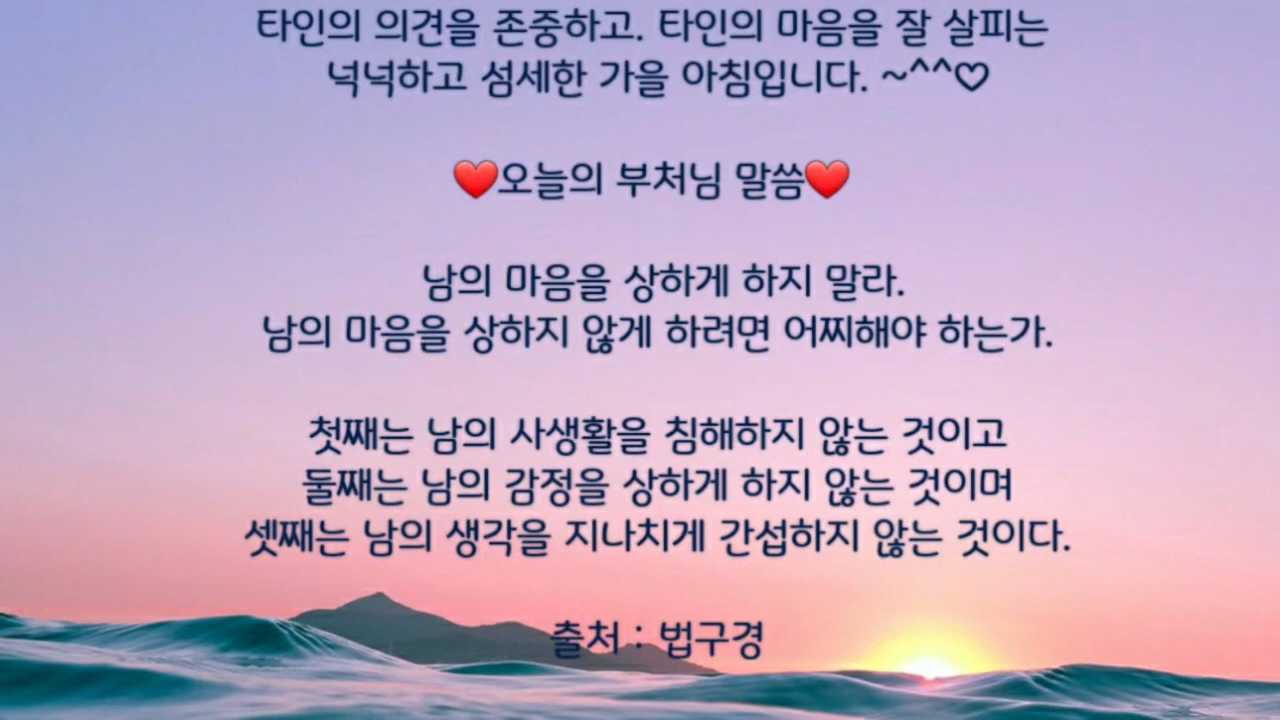 타인의 의견을 존중하고. 타인의 마음을 잘 살피는
넉넉하고 섬세한 가을 아침입니다. ~^^♡
❤️오늘의 부처님 말씀❤️
남의 마음을 상하게 하지 말라.
남의 마음을 상하지 않게 하려면 어찌해야 하는가.
첫째는 남의 사생활을 침해하지 않는 것이고
둘째는 남의 감정을 상하게 하지 않는 것이며
셋째는 남의 생각을 지나치게 간섭하지 않는 것이다.
출처 : 법구경